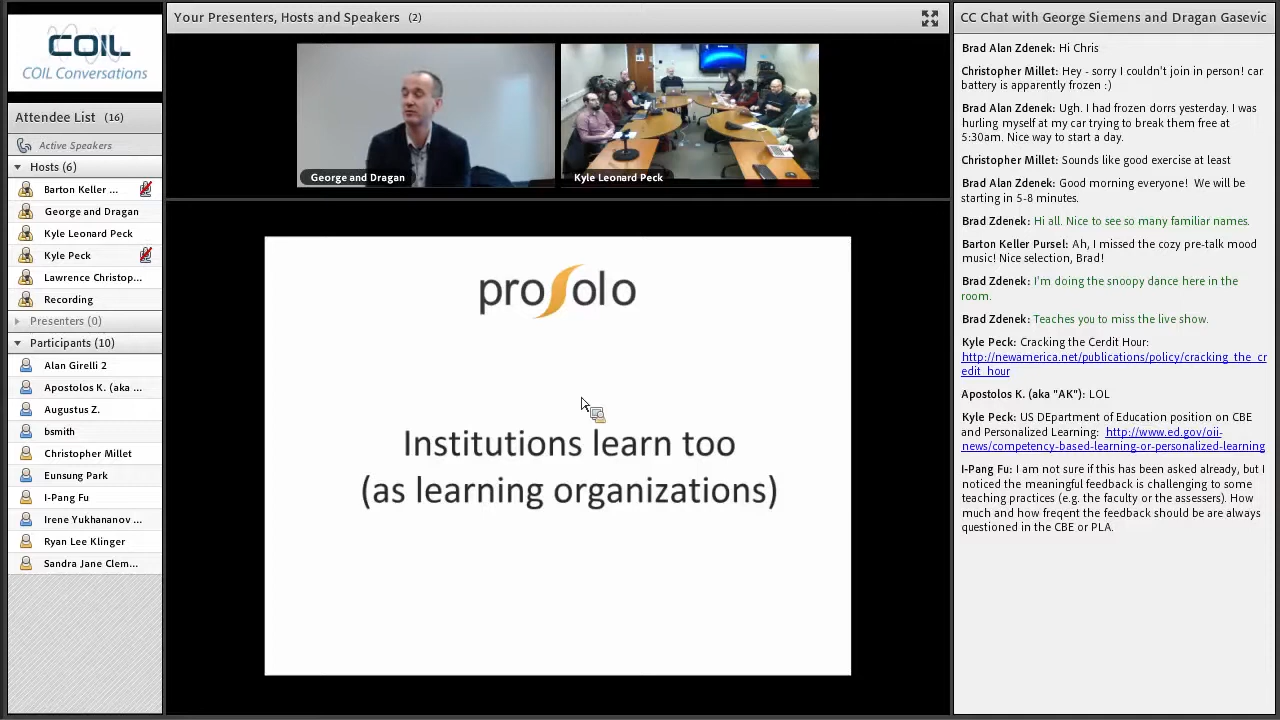 COIL
COIL Conversations
Attendee List (16)
Active Speakers
Hosts (6)
Barton Keller ...
George and Dragan
Kyle Leonard Peck
Kyle Peck
Lawrence Christop...
Recording
Presenters (0)
Participants (10)
Alan Girelli 2
Apostolos K. (aka ...
Augustus Z.
bsmith
Christopher Millet
Eunsung Park
I-Pang Fu
Irene Yukhananov ...
Ryan Lee Klinger
Sandra Jane Clem...
Your Presenters, Hosts and Speakers (2)
George and Dragan
Kyle Leonard Peck
prosolo
Institutions learn too
(as learning organizations)
CC Chat with George Siemens and Dragan Gasevic
Brad Alan Zdenek: Hi Chris
Christopher Millet: Hey - sorry I couldn't join in person! car
battery is apparently frozen :)
Brad Alan Zdenek: Ugh. I had frozen dorrs yesterday. I was
hurling myself at my car trying to break them free at
5:30am. Nice way to start a day.
Christopher Millet: Sounds like good exercise at least
Brad Alan Zdenek: Good morning everyone! We will be
starting in 5-8 minutes.
Brad Zdenek: Hi all. Nice to see so many familiar names.
Barton Keller Pursel: Ah, I missed the cozy pre-talk mood
music! Nice selection, Brad!
Brad Zdenek: I'm doing the snoopy dance here in the
room.
Brad Zdenek: Teaches you to miss the live show.
Kyle Peck: Cracking the Cerdit Hour:
http://newamerica.net/publications/policy/cracking_the_cr
edit_hour
Apostolos K. (aka "AK"): LOL
Kyle Peck: US DEpartment of Education position on CBE
and Personalized Learning: http://www.ed.gov/oii-
news/competency-based-learning-or-personalized-learning
I-Pang Fu: I am not sure if this has been asked already, but I
noticed the meaningful feedback is challenging to some
teaching practices (e.g. the faculty or the assessers). How
much and how freqent the feedback should be are always
questioned in the CBE or PLA.